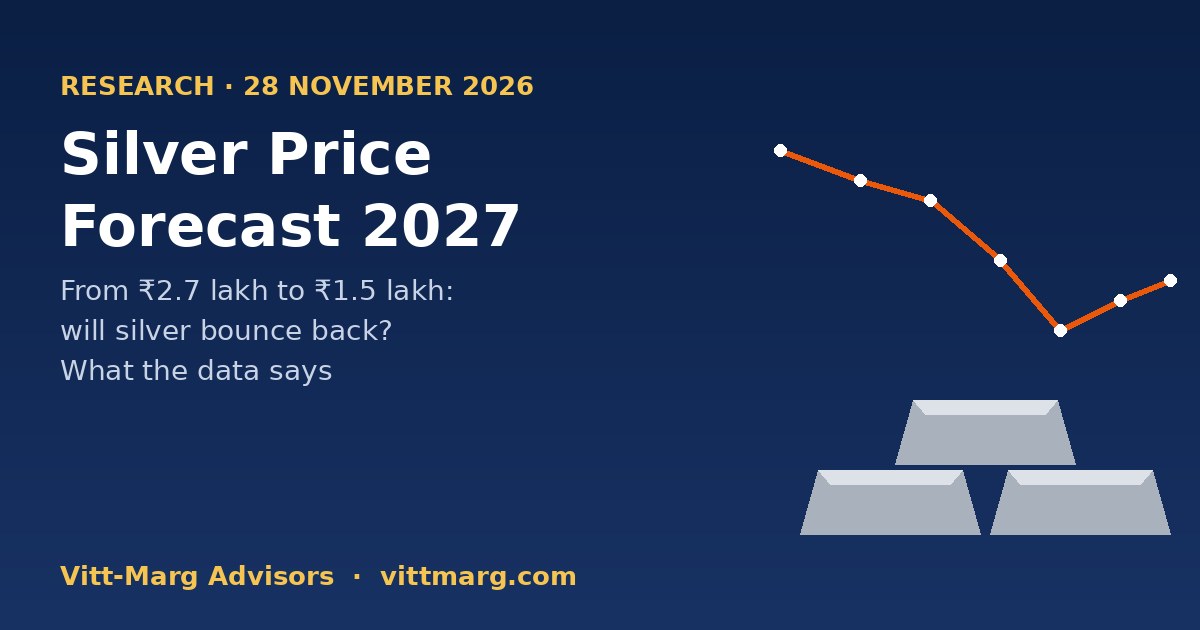 RESEARCH · 28 NOVEMBER 2026
Silver Price
Forecast 2027
From ₹2.7 lakh to ₹1.5 lakh:
will silver bounce back?
What the data says
Vitt-Marg Advisors · vittmarg.com